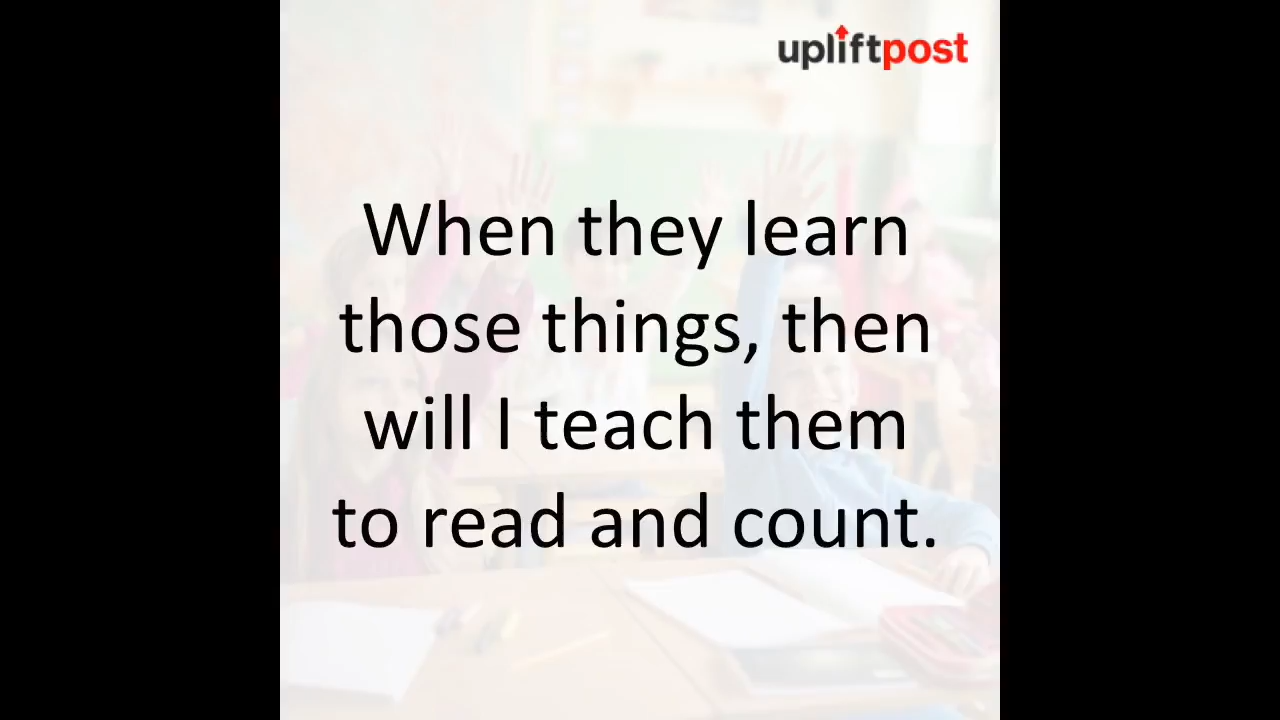 upliftpost
When they learn
those things, then
will I teach them
to read and count.